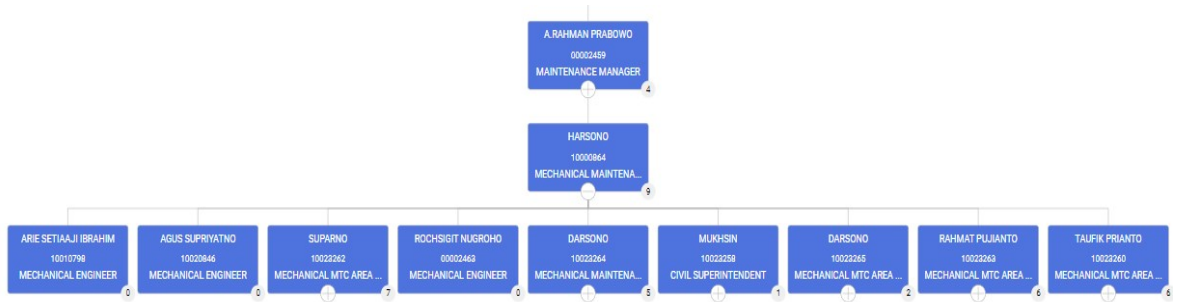 A.RAHMAN PRABOWO
00002459
MAINTENANCE MANAGER
4
HARSONO
10000864
MECHANICAL MAINTENA...
9
ARIE SETIAAJI IBRAHIM
10010798
MECHANICAL ENGINEER
0
AGUS SUPRIYATNO
10020846
MECHANICAL ENGINEER
0
SUPARNO
10023262
MECHANICAL MTC AREA ...
7
ROCHSIGIT NUGROHO
00002463
MECHANICAL ENGINEER
0
DARSONO
10023264
MECHANICAL MAINTENA...
5
MUKHSIN
10023258
CIVIL SUPERINTENDENT
1
DARSONO
10023265
MECHANICAL MTC AREA ...
2
RAHMAT PUJIANTO
10023263
MECHANICAL MTC AREA ...
6
TAUFIK PRIANTO
10023260
MECHANICAL MTC AREA ...
6